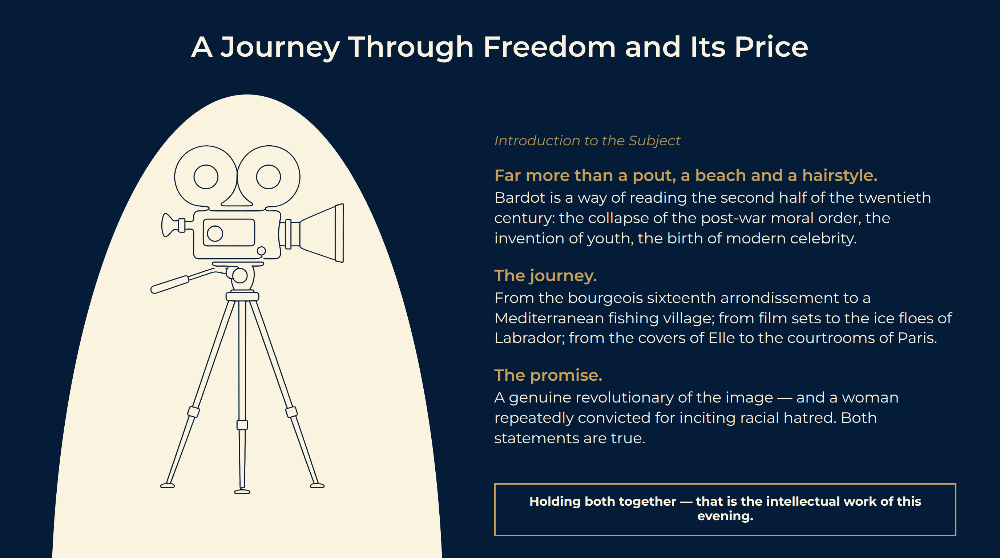 A Journey Through Freedom and Its Price
Introduction to the Subject
Far more than a pout, a beach and a hairstyle.
Bardot is a way of reading the second half of the twentieth
century: the collapse of the post-war moral order, the
invention of youth, the birth of modern celebrity.
The journey.
From the bourgeois sixteenth arrondissement to a
Mediterranean fishing village; from film sets to the ice floes of
Labrador; from the covers of Elle to the courtrooms of Paris.
The promise.
A genuine revolutionary of the image — and a woman
repeatedly convicted for inciting racial hatred. Both
statements are true.
Holding both together — that is the intellectual work of this
evening.